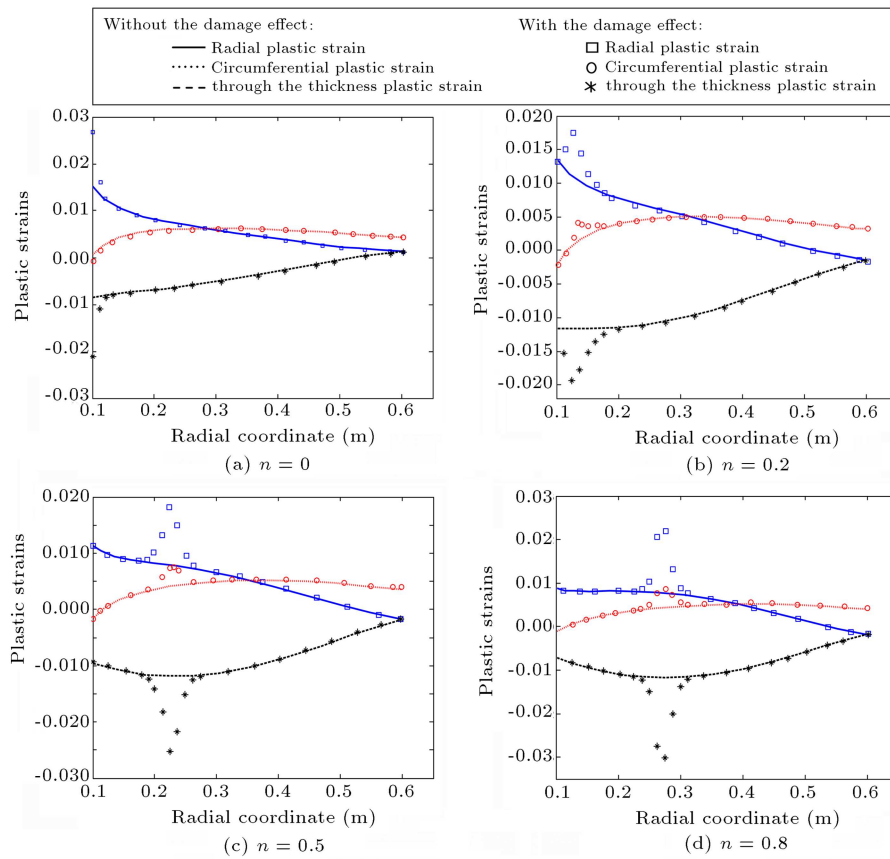 Without the damage effect:
Radial plastic strain
Circumferential plastic strain
through the thickness plastic strain
With the damage effect:
Radial plastic strain
Circumferential plastic strain
through the thickness plastic strain
Plastic strains
0.03
0.02
0.01
0.00
-0.01
-0.02
-0.03
0.1 0.2 0.3 0.4 0.5 0.6
Radial coordinate (m)
(a) n = 0
Plastic strains
0.020
0.015
0.010
0.005
0.000
-0.005
-0.010
-0.015
-0.020
0.1 0.2 0.3 0.4 0.5 0.6
Radial coordinate (m)
(b) n = 0.2
Plastic strains
0.020
0.010
0.000
-0.010
-0.020
-0.030
0.1 0.2 0.3 0.4 0.5 0.6
Radial coordinate (m)
(c) n = 0.5
Plastic strains
0.03
0.02
0.01
0.00
-0.01
-0.02
-0.03
0.1 0.2 0.3 0.4 0.5 0.6
Radial coordinate (m)
(d) n = 0.8